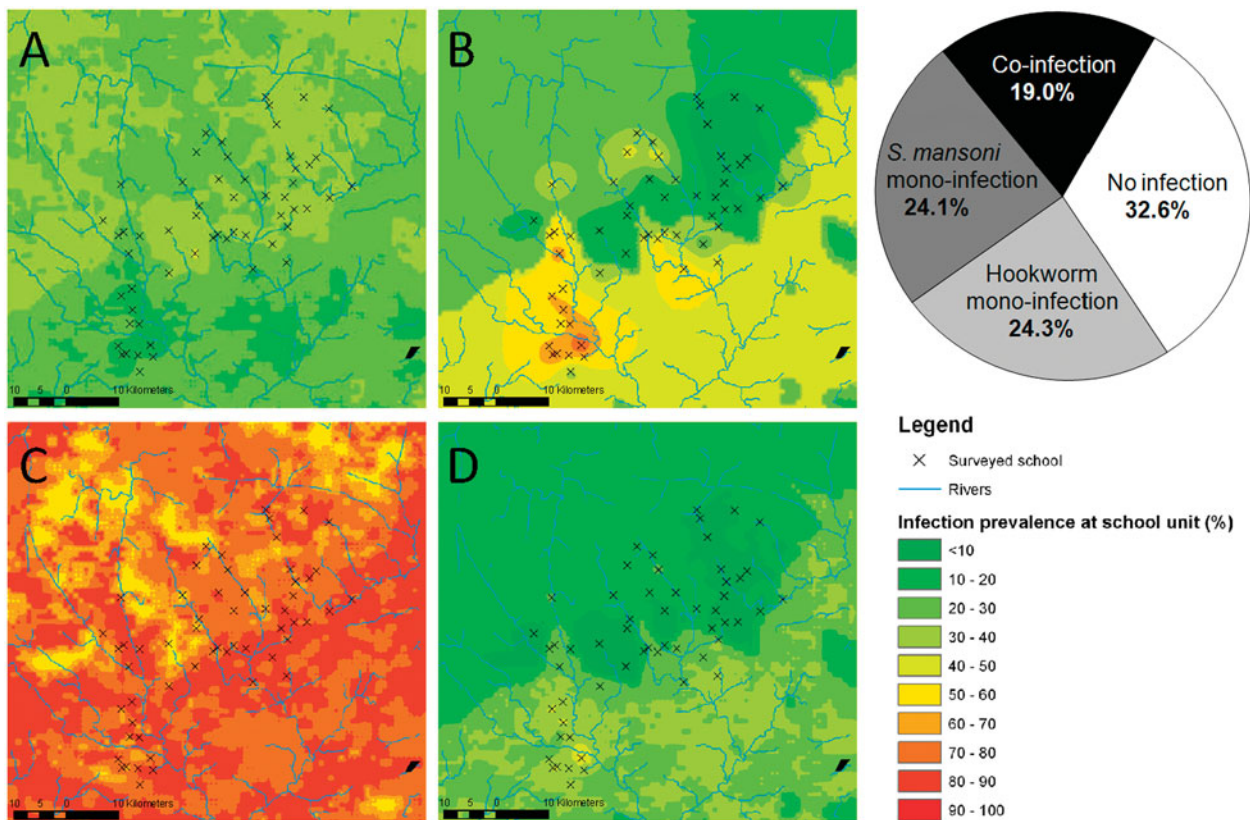 A
10 5 0 10 Kilometers
B
10 5 0 10 Kilometers
Co-infection
19.0%
S. mansoni
mono-infection
24.1%
No infection
32.6%
Hookworm
mono-infection
24.3%
C
10 5 0 10 Kilometers
D
10 5 0 10 Kilometers
Legend
Surveyed school
Rivers
Infection prevalence at school unit (%)
<10
10 - 20
20 - 30
30 - 40
40 - 50
50 - 60
60 - 70
70 - 80
80 - 90
90 - 100